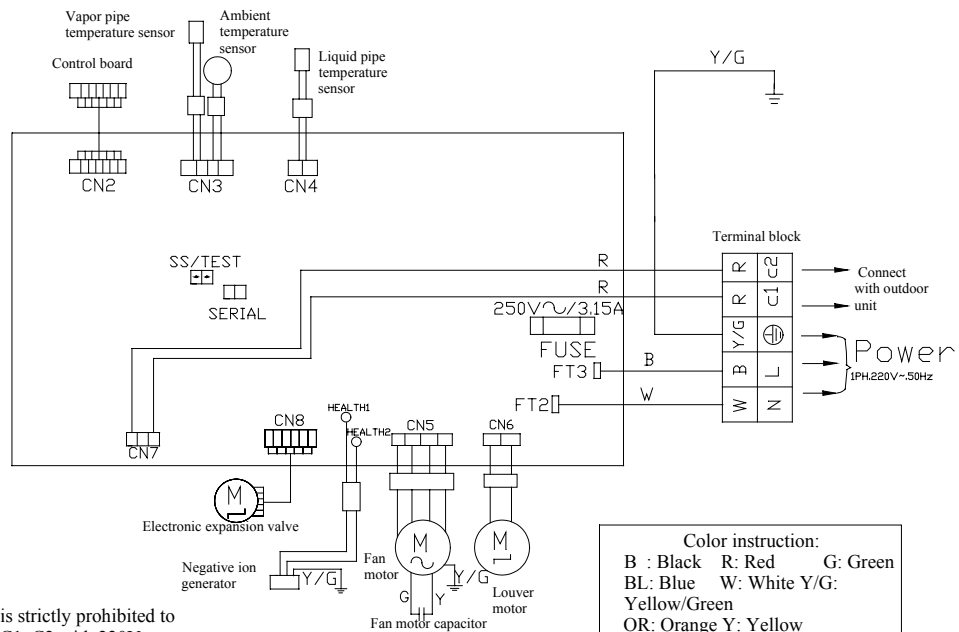 Vapor pipe
temperature sensor
Ambient
temperature
sensor
Liquid pipe
temperature
sensor
Control board
Y/G
CN2
CN3
CN4
Terminal block
SS/TEST
SERIAL
R
R
R
C2
R
C1
Y/G
B
L
W
N
Connect
with outdoor
unit
250V~/3.15A
FUSE
FT3
B
FT2
W
Power
1PH.220V~.50Hz
CN7
CN8
HEALTH1
HEALTH2
CN5
CN6
M
Electronic expansion valve
Negative ion
generator
Y/G
Fan
motor
M
G
Y
Y/G
Fan motor capacitor
M
Louver
motor
Color instruction:
B : Black R: Red G: Green
BL: Blue W: White Y/G:
Yellow/Green
OR: Orange Y: Yellow
is strictly prohibited to